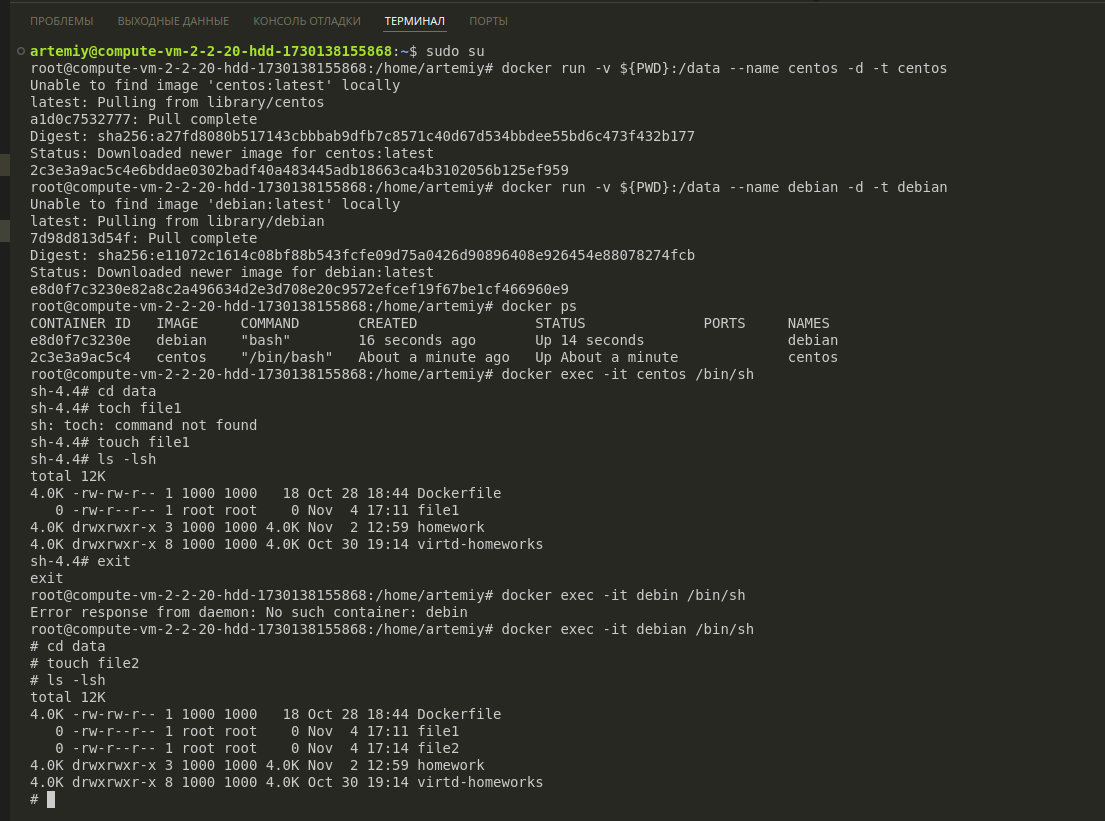 ПРОБЛЕМЫ ВЫХОДНЫЕ ДАННЫЕ КОНСОЛЬ ОТЛАДКИ ТЕРМИНАЛ ПОРТЫ
artemiy@compute-vm-2-2-20-hdd-1730138155868:~$ sudo su
root@compute-vm-2-2-20-hdd-1730138155868:/home/artemiy# docker run -v ${PWD}:/data --name centos -d -t centos
Unable to find image 'centos:latest' locally
latest: Pulling from library/centos
a1d0c7532777: Pull complete
Digest: sha256:a27fd8080b517143cbbbab9dfb7c8571c40d67d534bbdee55bd6c473f432b177
Status: Downloaded newer image for centos:latest
2c3e3a9ac5c4e6bddae0302badf40a483445adb18663ca4b3102056b125ef959
root@compute-vm-2-2-20-hdd-1730138155868:/home/artemiy# docker run -v ${PWD}:/data --name debian -d -t debian
Unable to find image 'debian:latest' locally
latest: Pulling from library/debian
7d98d813d54f: Pull complete
Digest: sha256:e11072c1614c08bf88b543fcfe09d75a0426d90896408e926454e88078274fcb
Status: Downloaded newer image for debian:latest
e8d0f7c3230e82a8c2a496634d2e3d708e20c9572efcef19f67be1cf466960e9
root@compute-vm-2-2-20-hdd-1730138155868:/home/artemiy# docker ps
CONTAINER ID   IMAGE     COMMAND       CREATED              STATUS              PORTS     NAMES
e8d0f7c3230e   debian    "bash"        16 seconds ago       Up 14 seconds                 debian
2c3e3a9ac5c4   centos    "/bin/bash"   About a minute ago   Up About a minute             centos
root@compute-vm-2-2-20-hdd-1730138155868:/home/artemiy# docker exec -it centos /bin/sh
sh-4.4# cd data
sh-4.4# toch file1
sh: toch: command not found
sh-4.4# touch file1
sh-4.4# ls -lsh
total 12K
4.0K -rw-rw-r-- 1 1000 1000   18 Oct 28 18:44 Dockerfile
   0 -rw-r--r-- 1 root root    0 Nov  4 17:11 file1
4.0K drwxrwxr-x 3 1000 1000 4.0K Nov  2 12:59 homework
4.0K drwxrwxr-x 8 1000 1000 4.0K Oct 30 19:14 virtd-homeworks
sh-4.4# exit
exit
root@compute-vm-2-2-20-hdd-1730138155868:/home/artemiy# docker exec -it debin /bin/sh
Error response from daemon: No such container: debin
root@compute-vm-2-2-20-hdd-1730138155868:/home/artemiy# docker exec -it debian /bin/sh
# cd data
# touch file2
# ls -lsh
total 12K
4.0K -rw-rw-r-- 1 1000 1000   18 Oct 28 18:44 Dockerfile
   0 -rw-r--r-- 1 root root    0 Nov  4 17:11 file1
   0 -rw-r--r-- 1 root root    0 Nov  4 17:14 file2
4.0K drwxrwxr-x 3 1000 1000 4.0K Nov  2 12:59 homework
4.0K drwxrwxr-x 8 1000 1000 4.0K Oct 30 19:14 virtd-homeworks
#